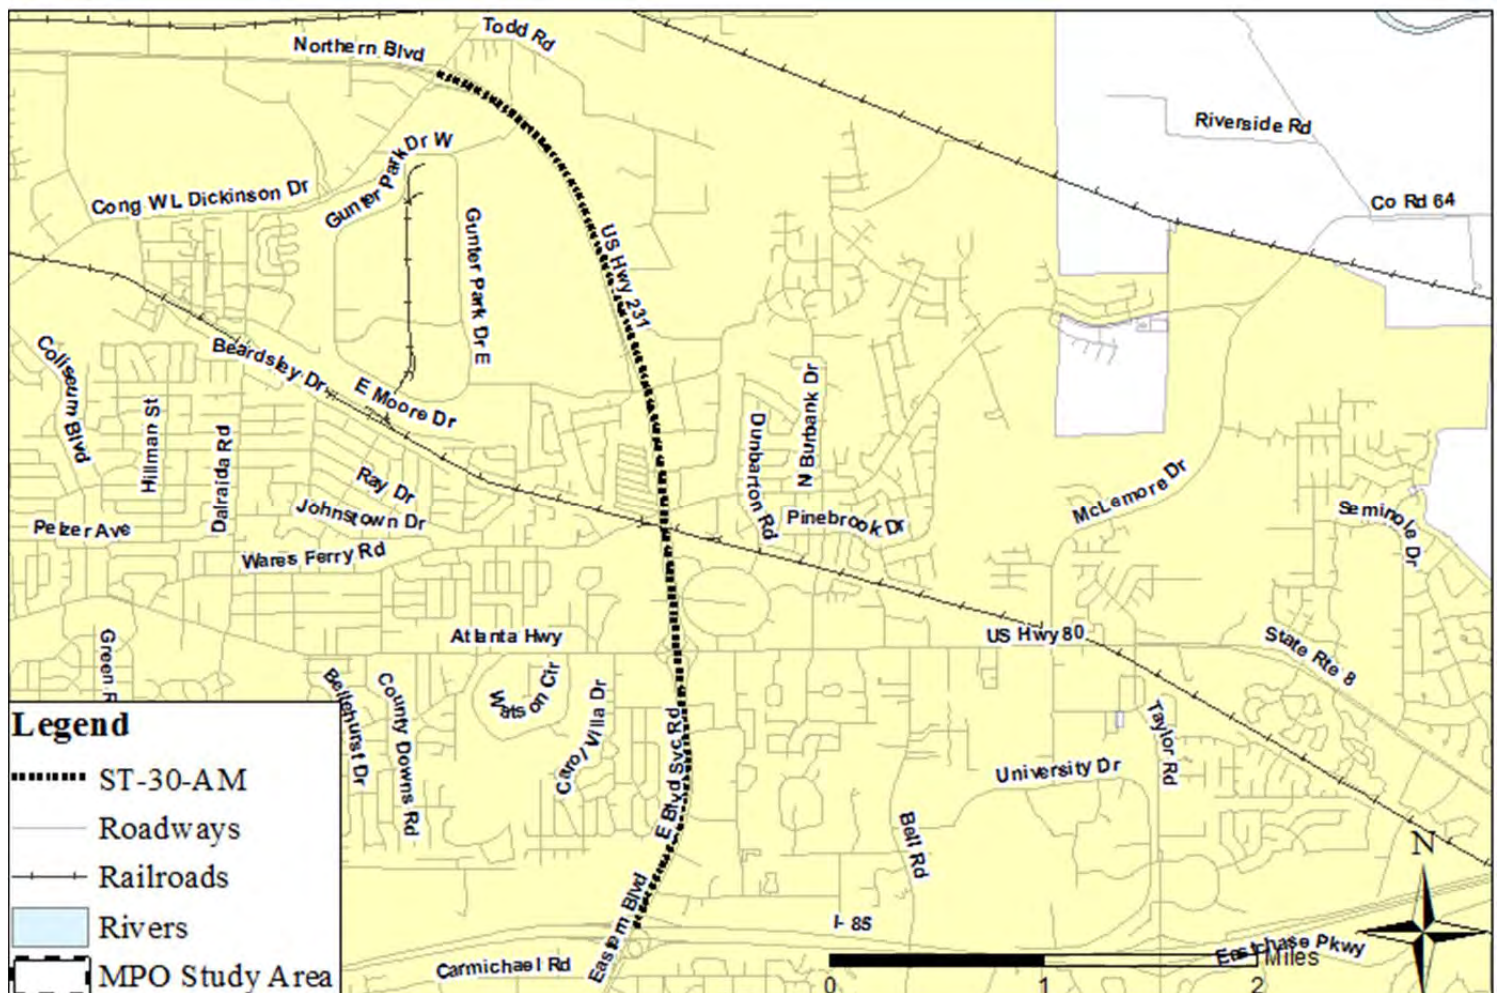 Todd Rd
Northern Blvd
Riverside Rd
Gunter Park Dr W
Cong WL Dickinson Dr
Co Rd 64
Gunter Park Dr E
US Hwy 231
Coliseum Blvd
Beardsley Dr
E Moore Dr
Hillman St
Dalraida Rd
Dunbarton Rd
N Burbank Dr
Ray Dr
Johnstown Dr
McLemore Dr
Pelzer Ave
Pinebrook Dr
Seminole Dr
Wares Ferry Rd
Atlanta Hwy
US Hwy 80
State Rte 8
Green R
Bellehurst Dr
County Downs Rd
Watson Cir
Carol Villa Dr
E Blvd Svc Rd
Taylor Rd
University Dr
Bell Rd
Eastern Blvd
I- 85
Carmichael Rd
Eastchase Pkwy
N
Miles
0 1 2
Legend
ST-30-AM
Roadways
Railroads
Rivers
MPO Study Area